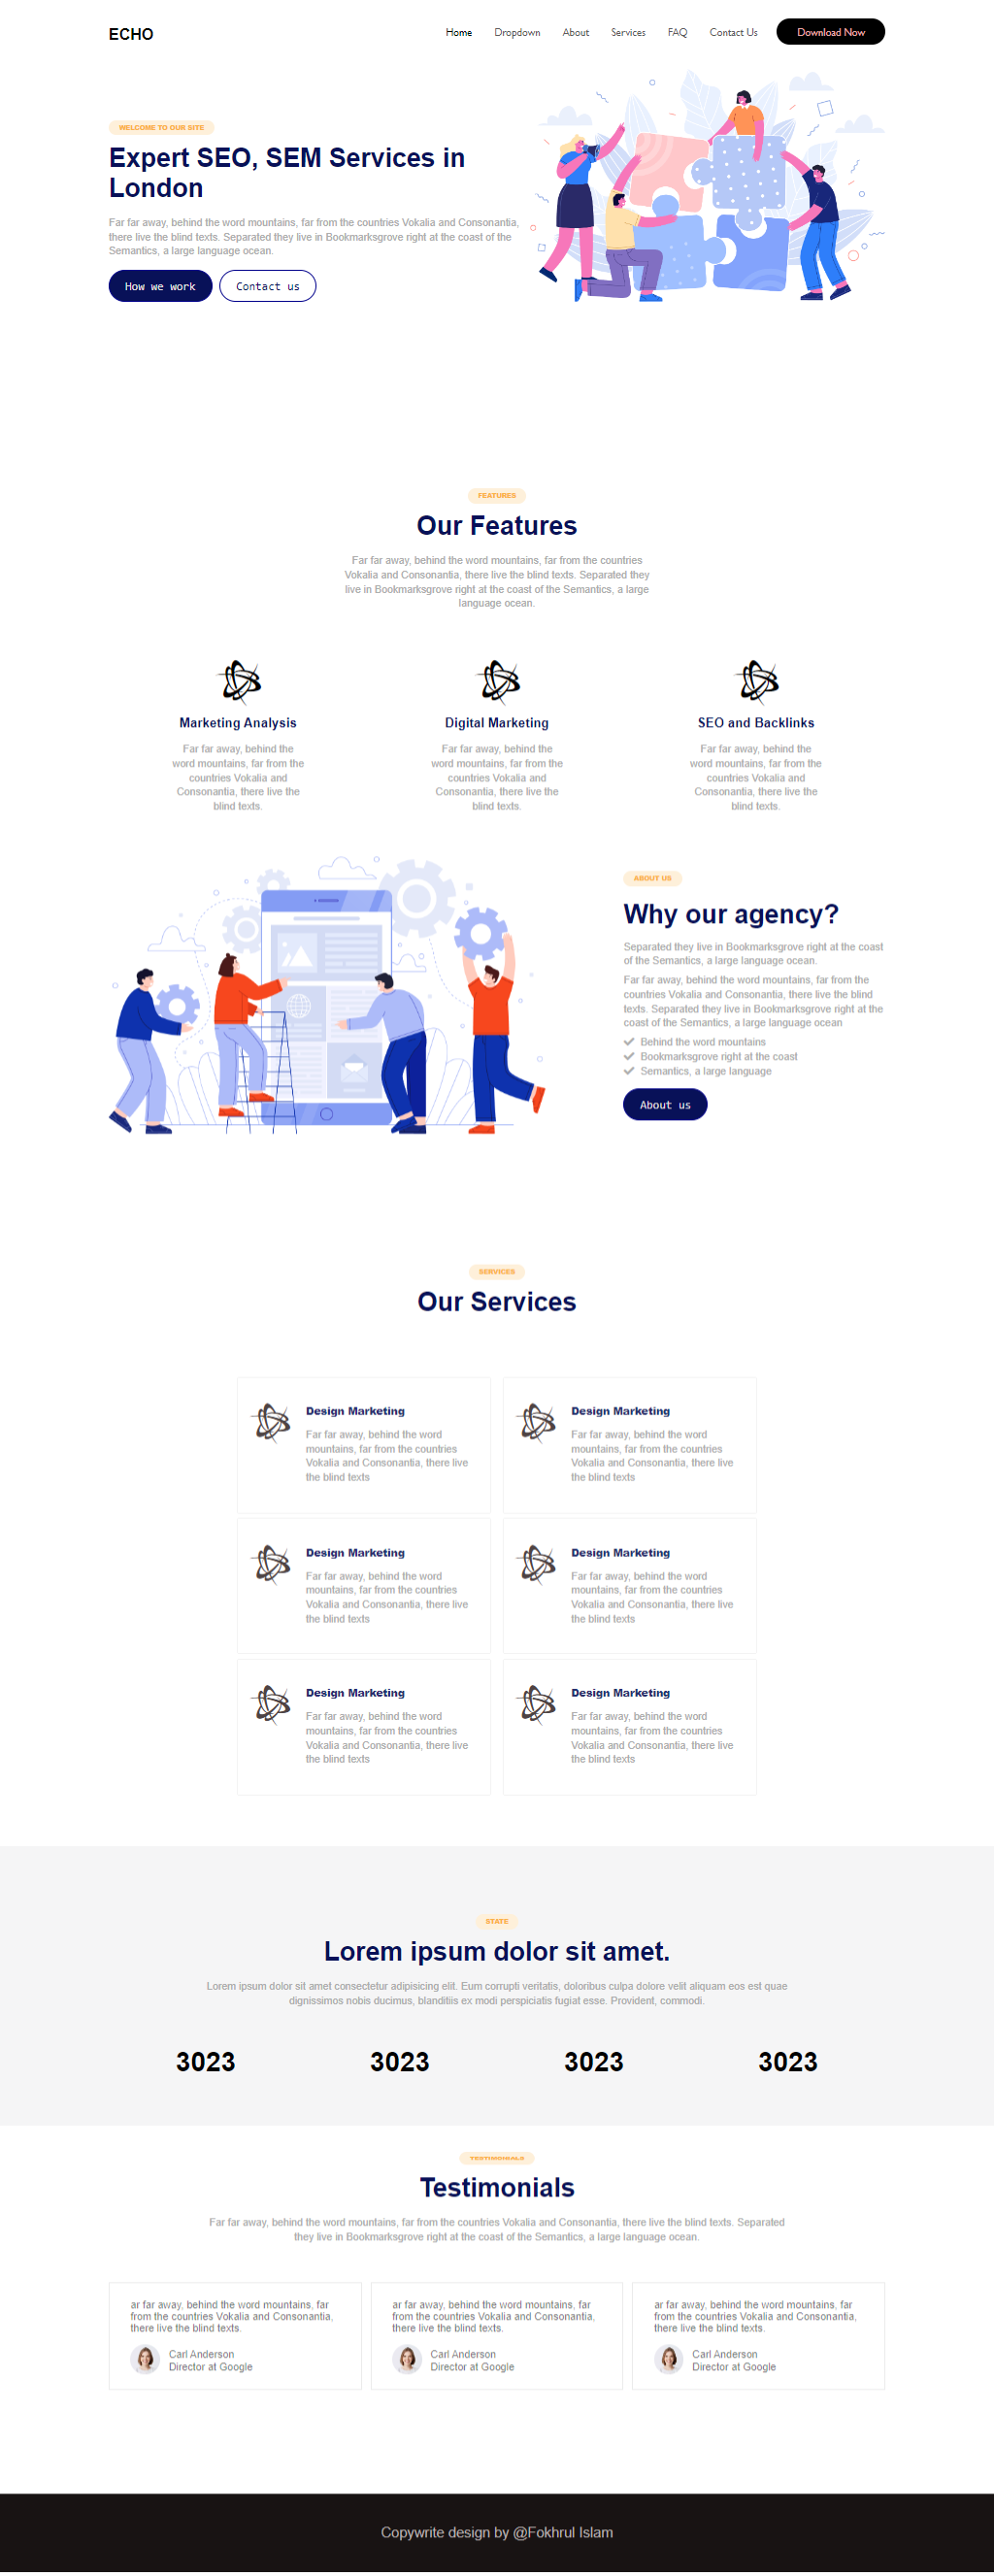 ECHO
Home Dropdown About Services FAQ Contact Us Download Now
WELCOME TO OUR SITE
Expert SEO, SEM Services in
London
Far far away, behind the word mountains, far from the countries Vokalia and Consonantia,
there live the blind texts. Separated they live in Bookmarksgrove right at the coast of the
Semantics, a large language ocean.
How we work Contact us
FEATURES
Our Features
Far far away, behind the word mountains, far from the countries
Vokalia and Consonantia, there live the blind texts. Separated they
live in Bookmarksgrove right at the coast of the Semantics, a large
language ocean.
Marketing Analysis
Far far away, behind the
word mountains, far from the
countries Vokalia and
Consonantia, there live the
blind texts.
Digital Marketing
Far far away, behind the
word mountains, far from the
countries Vokalia and
Consonantia, there live the
blind texts.
SEO and Backlinks
Far far away, behind the
word mountains, far from the
countries Vokalia and
Consonantia, there live the
blind texts.
ABOUT US
Why our agency?
Separated they live in Bookmarksgrove right at the coast
of the Semantics, a large language ocean.
Far far away, behind the word mountains, far from the
countries Vokalia and Consonantia, there live the blind
texts. Separated they live in Bookmarksgrove right at the
coast of the Semantics, a large language ocean
Behind the word mountains
Bookmarksgrove right at the coast
Semantics, a large language
About us
SERVICES
Our Services
Design Marketing
Far far away, behind the word
mountains, far from the countries
Vokalia and Consonantia, there live
the blind texts
Design Marketing
Far far away, behind the word
mountains, far from the countries
Vokalia and Consonantia, there live
the blind texts
Design Marketing
Far far away, behind the word
mountains, far from the countries
Vokalia and Consonantia, there live
the blind texts
Design Marketing
Far far away, behind the word
mountains, far from the countries
Vokalia and Consonantia, there live
the blind texts
Design Marketing
Far far away, behind the word
mountains, far from the countries
Vokalia and Consonantia, there live
the blind texts
Design Marketing
Far far away, behind the word
mountains, far from the countries
Vokalia and Consonantia, there live
the blind texts
STATE
Lorem ipsum dolor sit amet.
Lorem ipsum dolor sit amet consectetur adipisicing elit. Eum corrupti veritatis, doloribus culpa dolore velit aliquam eos est quae
dignissimos nobis ducimus, blanditiis ex modi perspiciatis fugiat esse. Provident, commodi.
3023 3023 3023 3023
TESTIMONIALS
Testimonials
Far far away, behind the word mountains, far from the countries Vokalia and Consonantia, there live the blind texts. Separated
they live in Bookmarksgrove right at the coast of the Semantics, a large language ocean.
ar far away, behind the word mountains, far
from the countries Vokalia and Consonantia,
there live the blind texts.
Carl Anderson
Director at Google
ar far away, behind the word mountains, far
from the countries Vokalia and Consonantia,
there live the blind texts.
Carl Anderson
Director at Google
ar far away, behind the word mountains, far
from the countries Vokalia and Consonantia,
there live the blind texts.
Carl Anderson
Director at Google
Copywrite design by @Fokhrul Islam